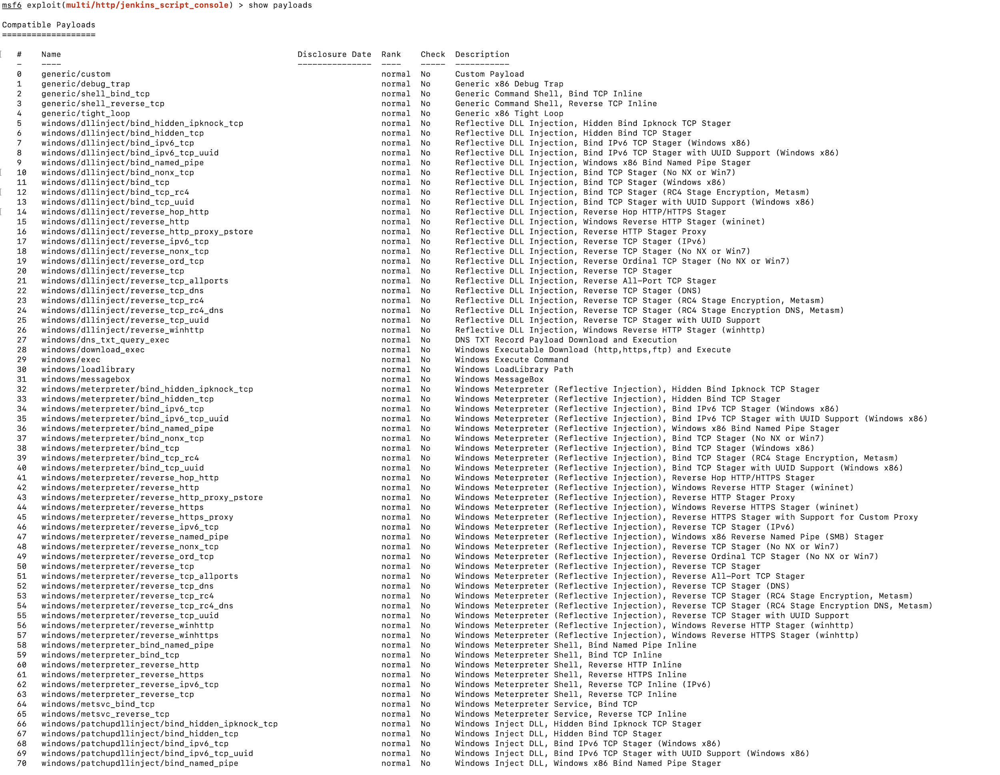 msf6 exploit(multi/http/jenkins_script_console) > show payloads
Compatible Payloads
===================
#    Name                                                Disclosure Date  Rank    Check  Description
-    ----                                                ---------------  ----    -----  -----------
0    generic/custom                                                       normal  No     Custom Payload
1    generic/debug_trap                                                   normal  No     Generic x86 Debug Trap
2    generic/shell_bind_tcp                                               normal  No     Generic Command Shell, Bind TCP Inline
3    generic/shell_reverse_tcp                                            normal  No     Generic Command Shell, Reverse TCP Inline
4    generic/tight_loop                                                   normal  No     Generic x86 Tight Loop
5    windows/dllinject/bind_hidden_ipknock_tcp                            normal  No     Reflective DLL Injection, Hidden Bind Ipknock TCP Stager
6    windows/dllinject/bind_hidden_tcp                                    normal  No     Reflective DLL Injection, Hidden Bind TCP Stager
7    windows/dllinject/bind_ipv6_tcp                                      normal  No     Reflective DLL Injection, Bind IPv6 TCP Stager (Windows x86)
8    windows/dllinject/bind_ipv6_tcp_uuid                                 normal  No     Reflective DLL Injection, Bind IPv6 TCP Stager with UUID Support (Windows x86)
9    windows/dllinject/bind_named_pipe                                    normal  No     Reflective DLL Injection, Windows x86 Bind Named Pipe Stager
10   windows/dllinject/bind_nonx_tcp                                      normal  No     Reflective DLL Injection, Bind TCP Stager (No NX or Win7)
11   windows/dllinject/bind_tcp                                           normal  No     Reflective DLL Injection, Bind TCP Stager (Windows x86)
12   windows/dllinject/bind_tcp_rc4                                       normal  No     Reflective DLL Injection, Bind TCP Stager (RC4 Stage Encryption, Metasm)
13   windows/dllinject/bind_tcp_uuid                                      normal  No     Reflective DLL Injection, Bind TCP Stager with UUID Support (Windows x86)
14   windows/dllinject/reverse_hop_http                                   normal  No     Reflective DLL Injection, Reverse Hop HTTP/HTTPS Stager
15   windows/dllinject/reverse_http                                       normal  No     Reflective DLL Injection, Windows Reverse HTTP Stager (wininet)
16   windows/dllinject/reverse_http_proxy_pstore                          normal  No     Reflective DLL Injection, Reverse HTTP Stager Proxy
17   windows/dllinject/reverse_ipv6_tcp                                   normal  No     Reflective DLL Injection, Reverse TCP Stager (IPv6)
18   windows/dllinject/reverse_nonx_tcp                                   normal  No     Reflective DLL Injection, Reverse TCP Stager (No NX or Win7)
19   windows/dllinject/reverse_ord_tcp                                    normal  No     Reflective DLL Injection, Reverse Ordinal TCP Stager (No NX or Win7)
20   windows/dllinject/reverse_tcp                                        normal  No     Reflective DLL Injection, Reverse TCP Stager
21   windows/dllinject/reverse_tcp_allports                               normal  No     Reflective DLL Injection, Reverse All-Port TCP Stager
22   windows/dllinject/reverse_tcp_dns                                    normal  No     Reflective DLL Injection, Reverse TCP Stager (DNS)
23   windows/dllinject/reverse_tcp_rc4                                    normal  No     Reflective DLL Injection, Reverse TCP Stager (RC4 Stage Encryption, Metasm)
24   windows/dllinject/reverse_tcp_rc4_dns                                normal  No     Reflective DLL Injection, Reverse TCP Stager (RC4 Stage Encryption DNS, Metasm)
25   windows/dllinject/reverse_tcp_uuid                                   normal  No     Reflective DLL Injection, Reverse TCP Stager with UUID Support
26   windows/dllinject/reverse_winhttp                                    normal  No     Reflective DLL Injection, Windows Reverse HTTP Stager (winhttp)
27   windows/dns_txt_query_exec                                           normal  No     DNS TXT Record Payload Download and Execution
28   windows/download_exec                                                normal  No     Windows Executable Download (http,https,ftp) and Execute
29   windows/exec                                                         normal  No     Windows Execute Command
30   windows/loadlibrary                                                  normal  No     Windows LoadLibrary Path
31   windows/messagebox                                                   normal  No     Windows MessageBox
32   windows/meterpreter/bind_hidden_ipknock_tcp                          normal  No     Windows Meterpreter (Reflective Injection), Hidden Bind Ipknock TCP Stager
33   windows/meterpreter/bind_hidden_tcp                                  normal  No     Windows Meterpreter (Reflective Injection), Hidden Bind TCP Stager
34   windows/meterpreter/bind_ipv6_tcp                                    normal  No     Windows Meterpreter (Reflective Injection), Bind IPv6 TCP Stager (Windows x86)
35   windows/meterpreter/bind_ipv6_tcp_uuid                               normal  No     Windows Meterpreter (Reflective Injection), Bind IPv6 TCP Stager with UUID Support (Windows x86)
36   windows/meterpreter/bind_named_pipe                                  normal  No     Windows Meterpreter (Reflective Injection), Windows x86 Bind Named Pipe Stager
37   windows/meterpreter/bind_nonx_tcp                                    normal  No     Windows Meterpreter (Reflective Injection), Bind TCP Stager (No NX or Win7)
38   windows/meterpreter/bind_tcp                                         normal  No     Windows Meterpreter (Reflective Injection), Bind TCP Stager (Windows x86)
39   windows/meterpreter/bind_tcp_rc4                                     normal  No     Windows Meterpreter (Reflective Injection), Bind TCP Stager (RC4 Stage Encryption, Metasm)
40   windows/meterpreter/bind_tcp_uuid                                    normal  No     Windows Meterpreter (Reflective Injection), Bind TCP Stager with UUID Support (Windows x86)
41   windows/meterpreter/reverse_hop_http                                 normal  No     Windows Meterpreter (Reflective Injection), Reverse Hop HTTP/HTTPS Stager
42   windows/meterpreter/reverse_http                                     normal  No     Windows Meterpreter (Reflective Injection), Windows Reverse HTTP Stager (wininet)
43   windows/meterpreter/reverse_http_proxy_pstore                        normal  No     Windows Meterpreter (Reflective Injection), Reverse HTTP Stager Proxy
44   windows/meterpreter/reverse_https                                    normal  No     Windows Meterpreter (Reflective Injection), Windows Reverse HTTPS Stager (wininet)
45   windows/meterpreter/reverse_https_proxy                              normal  No     Windows Meterpreter (Reflective Injection), Reverse HTTPS Stager with Support for Custom Proxy
46   windows/meterpreter/reverse_ipv6_tcp                                 normal  No     Windows Meterpreter (Reflective Injection), Reverse TCP Stager (IPv6)
47   windows/meterpreter/reverse_named_pipe                               normal  No     Windows Meterpreter (Reflective Injection), Windows x86 Reverse Named Pipe (SMB) Stager
48   windows/meterpreter/reverse_nonx_tcp                                 normal  No     Windows Meterpreter (Reflective Injection), Reverse TCP Stager (No NX or Win7)
49   windows/meterpreter/reverse_ord_tcp                                  normal  No     Windows Meterpreter (Reflective Injection), Reverse Ordinal TCP Stager (No NX or Win7)
50   windows/meterpreter/reverse_tcp                                      normal  No     Windows Meterpreter (Reflective Injection), Reverse TCP Stager
51   windows/meterpreter/reverse_tcp_allports                             normal  No     Windows Meterpreter (Reflective Injection), Reverse All-Port TCP Stager
52   windows/meterpreter/reverse_tcp_dns                                  normal  No     Windows Meterpreter (Reflective Injection), Reverse TCP Stager (DNS)
53   windows/meterpreter/reverse_tcp_rc4                                  normal  No     Windows Meterpreter (Reflective Injection), Reverse TCP Stager (RC4 Stage Encryption, Metasm)
54   windows/meterpreter/reverse_tcp_rc4_dns                              normal  No     Windows Meterpreter (Reflective Injection), Reverse TCP Stager (RC4 Stage Encryption DNS, Metasm)
55   windows/meterpreter/reverse_tcp_uuid                                 normal  No     Windows Meterpreter (Reflective Injection), Reverse TCP Stager with UUID Support
56   windows/meterpreter/reverse_winhttp                                  normal  No     Windows Meterpreter (Reflective Injection), Windows Reverse HTTP Stager (winhttp)
57   windows/meterpreter/reverse_winhttps                                 normal  No     Windows Meterpreter (Reflective Injection), Windows Reverse HTTPS Stager (winhttp)
58   windows/meterpreter_bind_named_pipe                                  normal  No     Windows Meterpreter Shell, Bind Named Pipe Inline
59   windows/meterpreter_bind_tcp                                         normal  No     Windows Meterpreter Shell, Bind TCP Inline
60   windows/meterpreter_reverse_http                                     normal  No     Windows Meterpreter Shell, Reverse HTTP Inline
61   windows/meterpreter_reverse_https                                    normal  No     Windows Meterpreter Shell, Reverse HTTPS Inline
62   windows/meterpreter_reverse_ipv6_tcp                                 normal  No     Windows Meterpreter Shell, Reverse TCP Inline (IPv6)
63   windows/meterpreter_reverse_tcp                                      normal  No     Windows Meterpreter Shell, Reverse TCP Inline
64   windows/metsvc_bind_tcp                                              normal  No     Windows Meterpreter Service, Bind TCP
65   windows/metsvc_reverse_tcp                                           normal  No     Windows Meterpreter Service, Reverse TCP Inline
66   windows/patchupdllinject/bind_hidden_ipknock_tcp                     normal  No     Windows Inject DLL, Hidden Bind Ipknock TCP Stager
67   windows/patchupdllinject/bind_hidden_tcp                             normal  No     Windows Inject DLL, Hidden Bind TCP Stager
68   windows/patchupdllinject/bind_ipv6_tcp                               normal  No     Windows Inject DLL, Bind IPv6 TCP Stager (Windows x86)
69   windows/patchupdllinject/bind_ipv6_tcp_uuid                          normal  No     Windows Inject DLL, Bind IPv6 TCP Stager with UUID Support (Windows x86)
70   windows/patchupdllinject/bind_named_pipe                             normal  No     Windows Inject DLL, Windows x86 Bind Named Pipe Stager